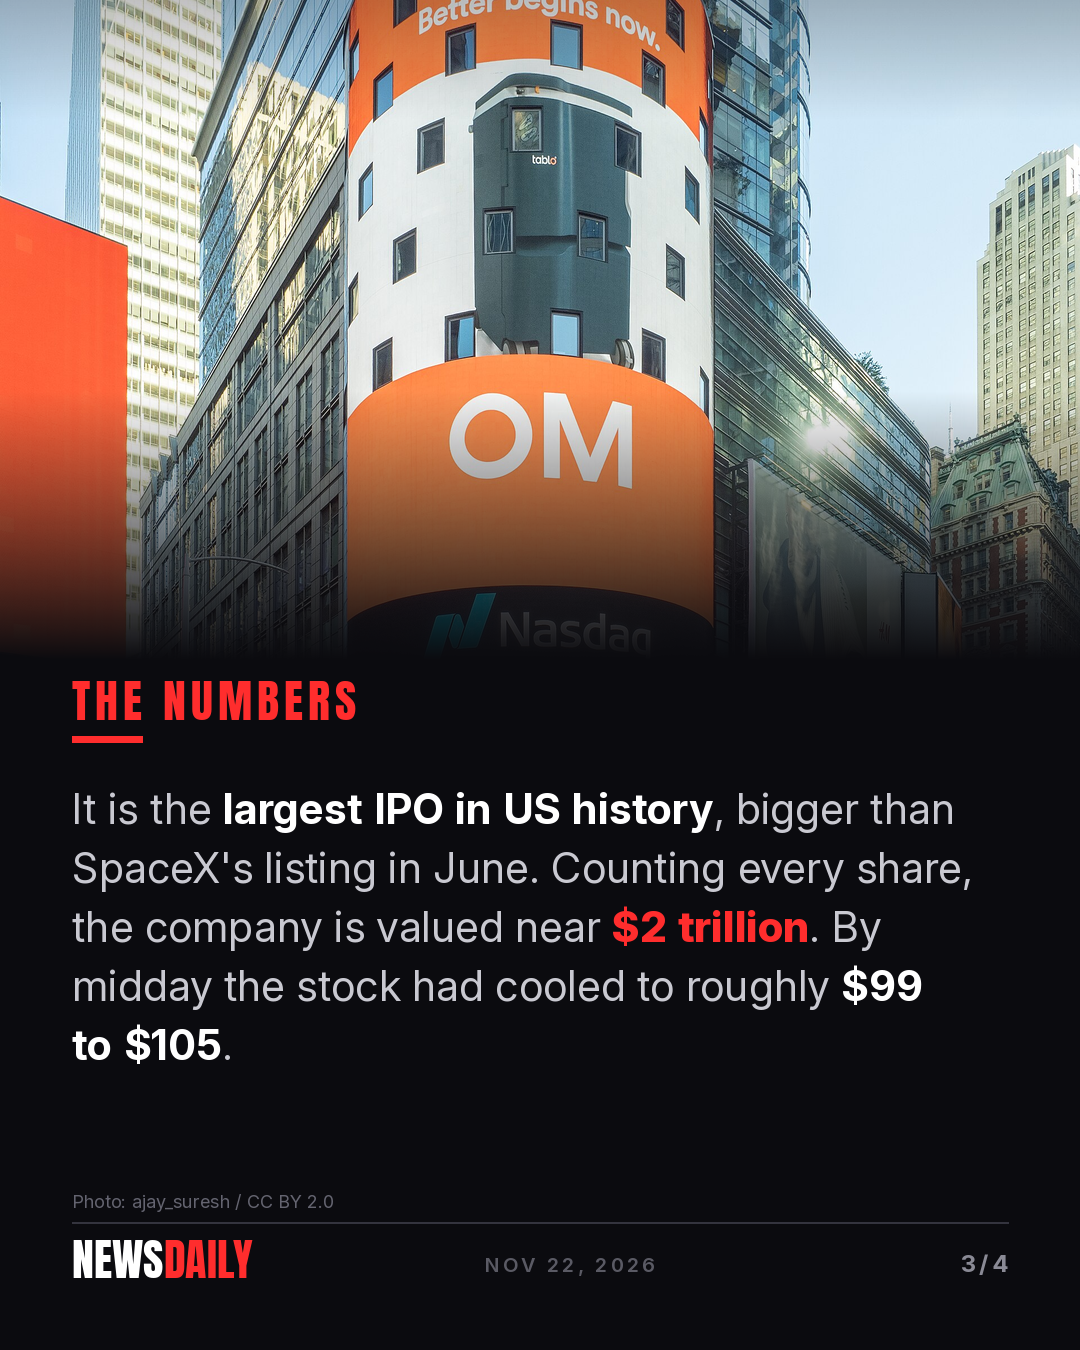 Better begins now.
tablo
OM
Nasdaq
THE NUMBERS
It is the largest IPO in US history, bigger than
SpaceX's listing in June. Counting every share,
the company is valued near $2 trillion. By
midday the stock had cooled to roughly $99
to $105.
Photo: ajay_suresh / CC BY 2.0
NEWSDAILY
NOV 22, 2026
3/4